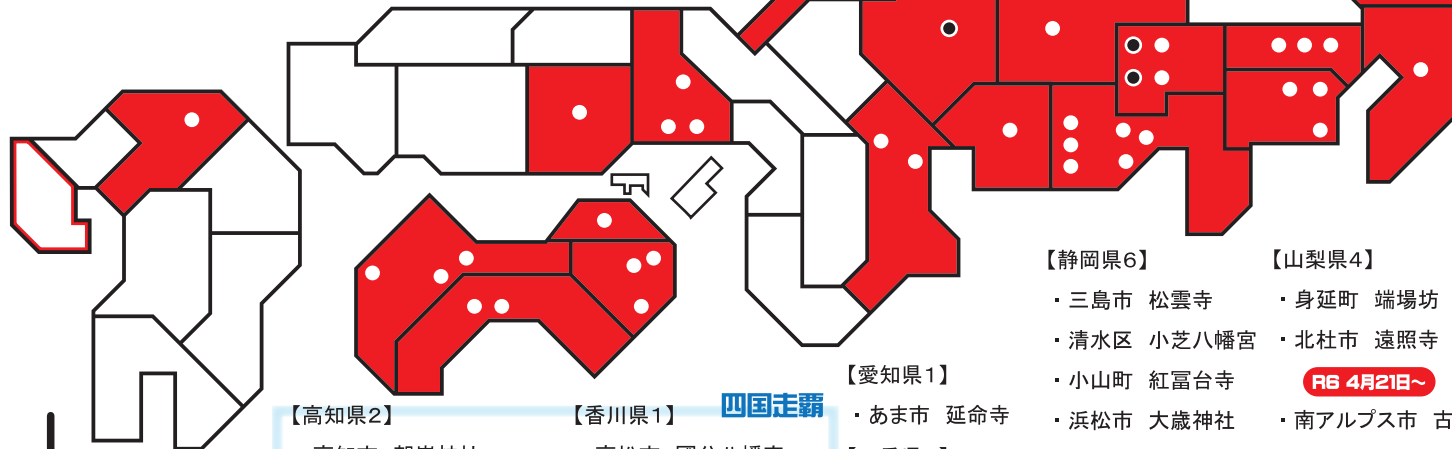 【静岡県6】
・三島市 松雲寺
・清水区 小芝八幡宮
・小山町 紅冨台寺
・浜松市 大歳神社
【山梨県4】
・身延町 端場坊
・北杜市 遠照寺
R6 4月21日~
・南アルプス市 古
【愛知県1】
・あま市 延命寺
四国走覇
【高知県2】
【香川県1】